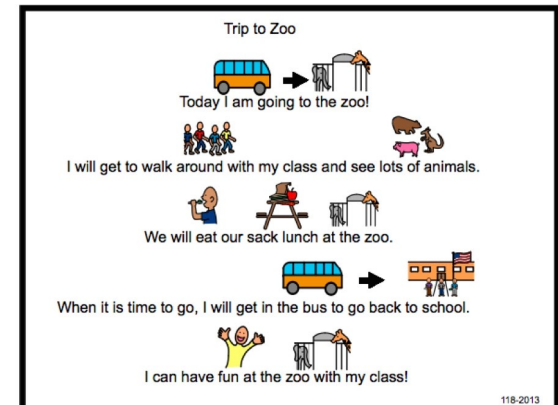 Trip to Zoo
Today I am going to the zoo!
I will get to walk around with my class and see lots of animals.
We will eat our sack lunch at the zoo.
When it is time to go, I will get in the bus to go back to school.
I can have fun at the zoo with my class!
118-2013